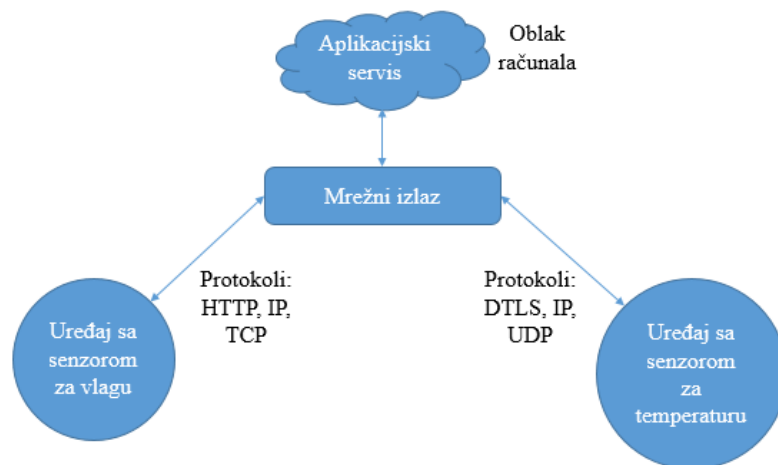 Aplikacijski
servis
Oblak
računala
Mrežni izlaz
Protokoli:
HTTP, IP,
TCP
Protokoli:
DTLS, IP,
UDP
Uređaj sa
senzorom
za vlagu
Uređaj sa
senzorom
za
temperaturu